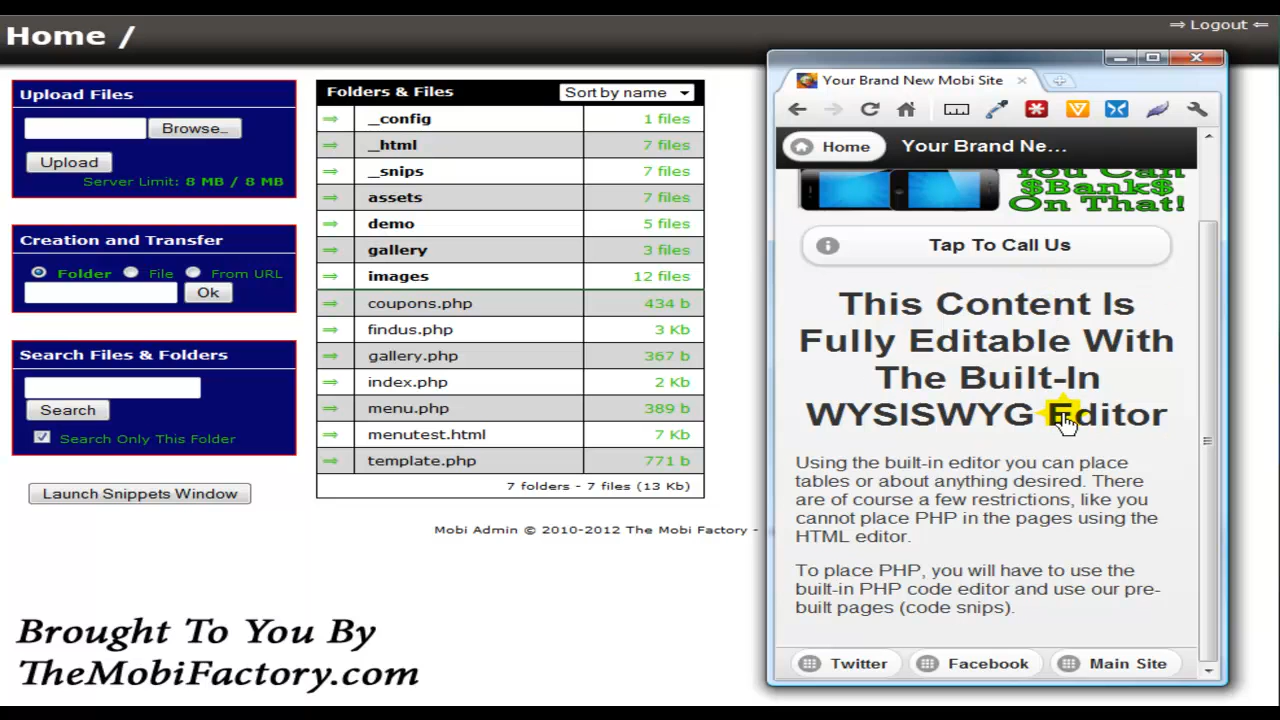 Home /
⇒ Logout ⇐
Upload Files
Browse...
Upload
Server Limit: 8 MB / 8 MB
Creation and Transfer
Folder File From URL
Ok
Search Files & Folders
Search
Search Only This Folder
Launch Snippets Window
Folders & Files Sort by name
_config 1 files
_html 7 files
_snips 7 files
assets 7 files
demo 5 files
gallery 3 files
images 12 files
coupons.php 434 b
findus.php 3 Kb
gallery.php 367 b
index.php 2 Kb
menu.php 389 b
menutest.html 7 Kb
template.php 771 b
7 folders - 7 files (13 Kb)
Mobi Admin © 2010-2012 The Mobi Factory -
Brought To You By
TheMobiFactory.com
Your Brand New Mobi Site
Home Your Brand Ne...
You Can
$Bank$
On That!
Tap To Call Us
This Content Is
Fully Editable With
The Built-In
WYSISWYG Editor
Using the built-in editor you can place
tables or about anything desired. There
are of course a few restrictions, like you
cannot place PHP in the pages using the
HTML editor.
To place PHP, you will have to use the
built-in PHP code editor and use our pre-
built pages (code snips).
Twitter Facebook Main Site